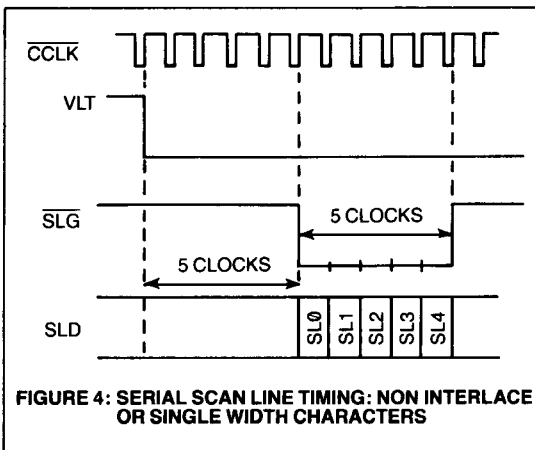 CCLK
VLT
SLG
5 CLOCKS
5 CLOCKS
SLD
SL0
SL1
SL2
SL3
SL4
FIGURE 4: SERIAL SCAN LINE TIMING: NON INTERLACE
OR SINGLE WIDTH CHARACTERS